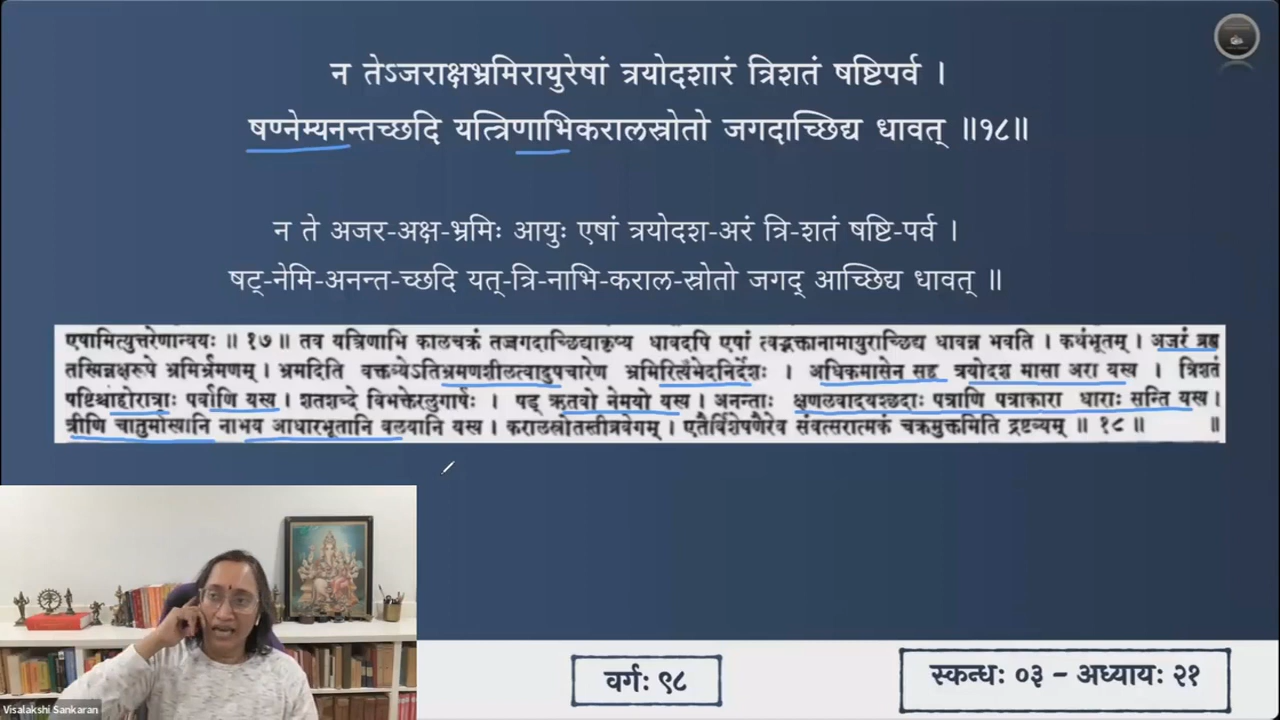 न तेऽजराक्षभ्रमिरायुरेषां त्रयोदशारं त्रिशतं षष्टिपर्व ।
षण्नेम्यनन्तच्छदि यत्त्रिणाभिकरालस्रोतो जगदाच्छिद्य धावत् ॥१८॥
न ते अजर-अक्ष-भ्रमिः आयुः एषां त्रयोदश-अरं त्रि-शतं षष्टि-पर्व ।
षट्-नेमि-अनन्त-च्छदि यत्-त्रि-नाभि-कराल-स्रोतो जगद् आच्छिद्य धावत् ॥
एषामित्युत्तरेणान्वयः ॥ १७ ॥ तव यत्त्रिणाभि कालचक्रं तज्जगदाच्छिद्याकृष्य धावदपि एषां त्वद्भक्तानामायुराच्छिद्य धावन्न भवति । कथंभूतम् । अजरं ब्रह्म
तस्मिन्नक्षरूपे भ्रमिर्भ्रमणम् । भ्रमदिति वक्तव्येऽतिभ्रमणशीलत्वादुपचारेण भ्रमिरित्यभेदनिर्देशः । अधिकमासेन सह त्रयोदश मासा अरा यस्य । त्रिशतं
षष्टिश्चाहोरात्राः पर्वाणि यस्य । शतशब्दे विभक्तेरलुगार्षः । षड् ऋतवो नेमयो यस्य । अनन्ताः क्षणलवादयश्छदाः पत्राणि पत्राकारा धाराः सन्ति यस्य ।
त्रीणि चातुर्मास्यानि नाभय आधारभूतानि वलयानि यस्य । करालस्रोतस्तीव्रवेगम् । एतैर्विशेषणैरेव संवत्सरात्मकं चक्रमुक्तमिति द्रष्टव्यम् ॥ १८ ॥ ॥
वर्गः ९८
स्कन्धः ०३ – अध्यायः २१
Visalakshi Sankaran